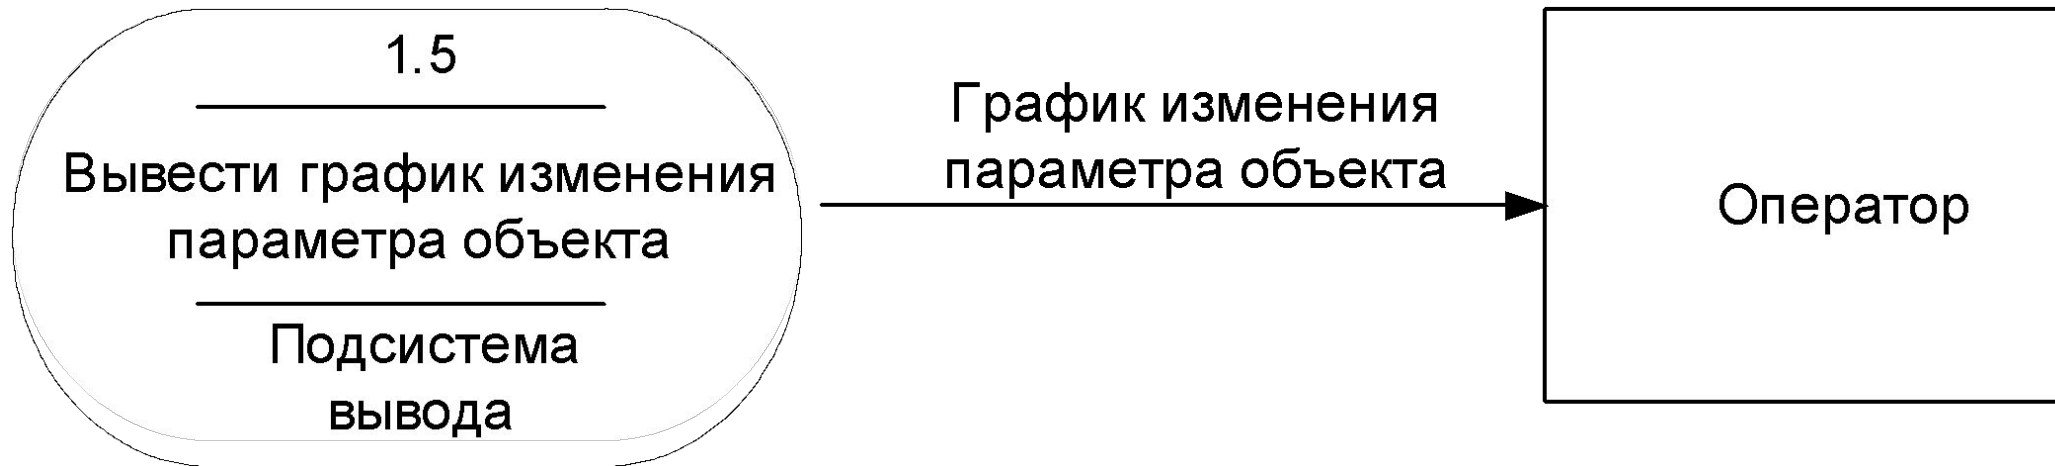 1.5
Вывести график изменения
параметра объекта
Подсистема
вывода
График изменения
параметра объекта
Оператор